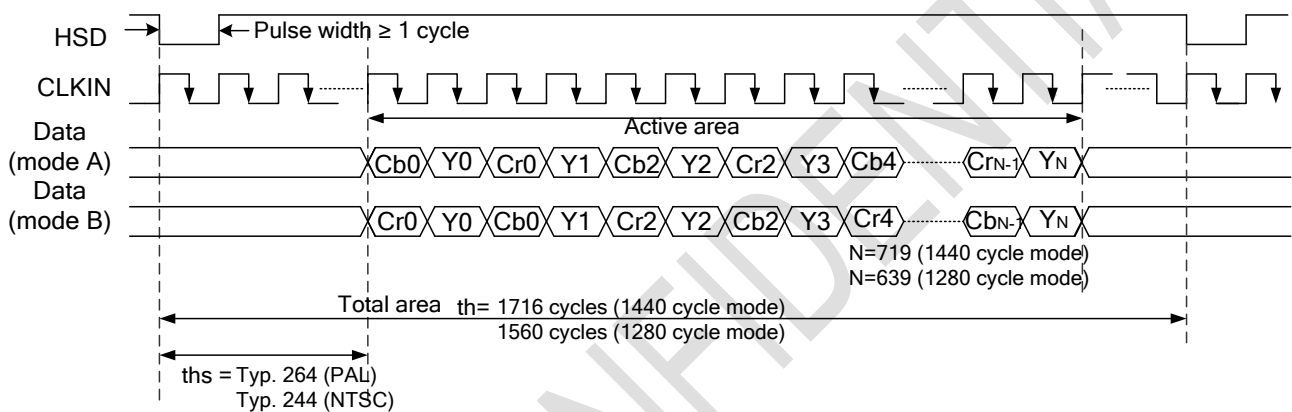 HSD
Pulse width ≥ 1 cycle
CLKIN
Active area
Data
(mode A)
Cb0 Y0 Cr0 Y1 Cb2 Y2 Cr2 Y3 Cb4 CrN-1 YN
Data
(mode B)
Cr0 Y0 Cb0 Y1 Cr2 Y2 Cb2 Y3 Cr4 CbN-1 YN
N=719 (1440 cycle mode)
N=639 (1280 cycle mode)
Total area th= 1716 cycles (1440 cycle mode)
1560 cycles (1280 cycle mode)
ths = Typ. 264 (PAL)
Typ. 244 (NTSC)
NFIDENTIA